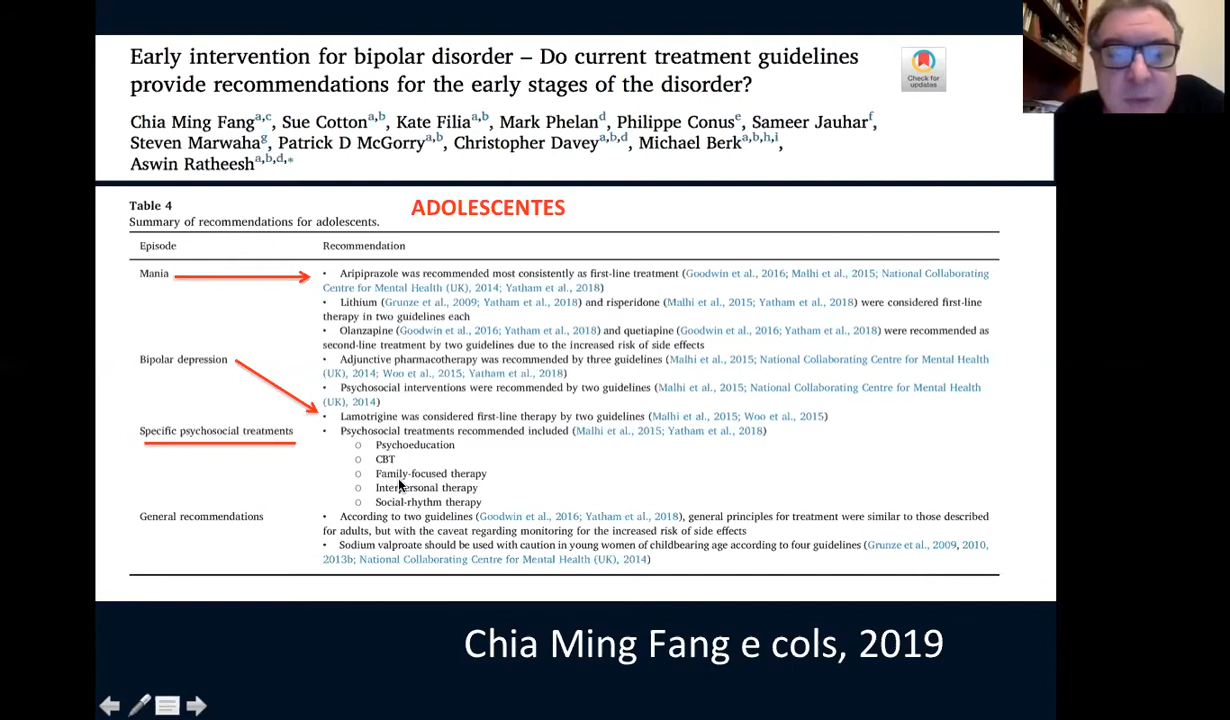 Early intervention for bipolar disorder – Do current treatment guidelines
provide recommendations for the early stages of the disorder?
Check for
updates
Chia Ming Fang a,c, Sue Cotton a,b, Kate Filia a,b, Mark Phelan d, Philippe Conus e, Sameer Jauhar f,
Steven Marwaha g, Patrick D McGorry a,b, Christopher Davey a,b,d, Michael Berk a,b,h,i,
Aswin Ratheesh a,b,d,*
Table 4
Summary of recommendations for adolescents.
ADOLESCENTES
Episode
Recommendation
Mania
• Aripiprazole was recommended most consistently as first-line treatment (Goodwin et al., 2016; Malhi et al., 2015; National Collaborating
Centre for Mental Health (UK), 2014; Yatham et al., 2018)
• Lithium (Grunze et al., 2009; Yatham et al., 2018) and risperidone (Malhi et al., 2015; Yatham et al., 2018) were considered first-line
therapy in two guidelines each
• Olanzapine (Goodwin et al., 2016; Yatham et al., 2018) and quetiapine (Goodwin et al., 2016; Yatham et al., 2018) were recommended as
second-line treatment by two guidelines due to the increased risk of side effects
Bipolar depression
• Adjunctive pharmacotherapy was recommended by three guidelines (Malhi et al., 2015; National Collaborating Centre for Mental Health
(UK), 2014; Woo et al., 2015; Yatham et al., 2018)
• Psychosocial interventions were recommended by two guidelines (Malhi et al., 2015; National Collaborating Centre for Mental Health
(UK), 2014)
• Lamotrigine was considered first-line therapy by two guidelines (Malhi et al., 2015; Woo et al., 2015)
Specific psychosocial treatments
• Psychosocial treatments recommended included (Malhi et al., 2015; Yatham et al., 2018)
o Psychoeducation
o CBT
o Family-focused therapy
o Interpersonal therapy
o Social-rhythm therapy
General recommendations
• According to two guidelines (Goodwin et al., 2016; Yatham et al., 2018), general principles for treatment were similar to those described
for adults, but with the caveat regarding monitoring for the increased risk of side effects
• Sodium valproate should be used with caution in young women of childbearing age according to four guidelines (Grunze et al., 2009, 2010,
2013b; National Collaborating Centre for Mental Health (UK), 2014)
Chia Ming Fang e cols, 2019